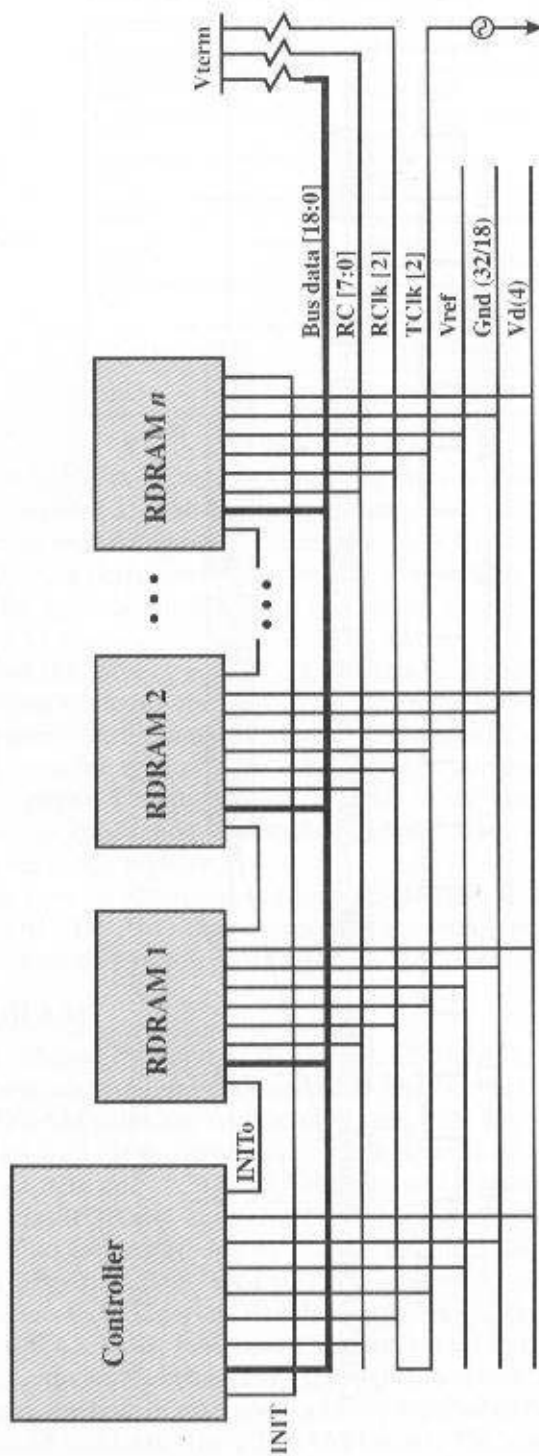 Controller
RDRAM 1
RDRAM 2
• • •
RDRAM n
Vterm
INIT
INITo
• • •
Bus data [18:0]
RC [7:0]
RClk [2]
TClk [2]
Vref
Gnd (32/18)
Vd(4)